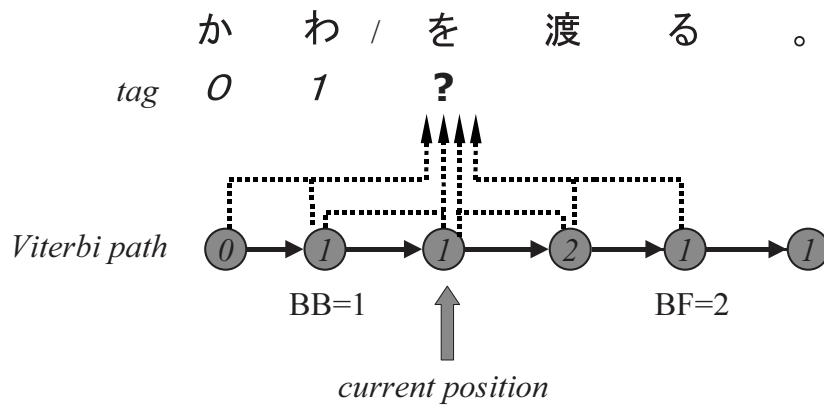 か わ / を 渡 る 。
tag 0 1 ?
Viterbi path 0 1 1 2 1 1
BB=1 BF=2
current position